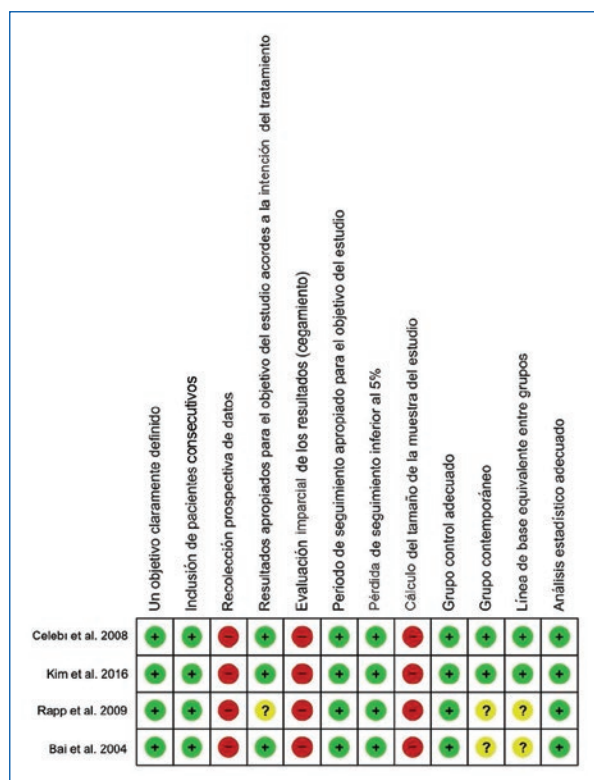 Un objetivo claramente definido
Inclusión de pacientes consecutivos
Recolección prospectiva de datos
Resultados apropiados para el objetivo del estudio acordes a la intención del tratamiento
Evaluación imparcial de los resultados (cegamiento)
Periodo de seguimiento apropiado para el objetivo del estudio
Pérdida de seguimiento inferior al 5%
Cálculo del tamaño de la muestra del estudio
Grupo control adecuado
Grupo contemporáneo
Línea de base equivalente entre grupos
Análisis estadístico adecuado
Celebi et al. 2008 + + - + - + + - + + + +
Kim et al. 2016 + + - + - + + - + + + +
Rapp et al. 2009 + + - ? - + + - + ? ? +
Bai et al. 2004 + + - + - + + - + ? ? +